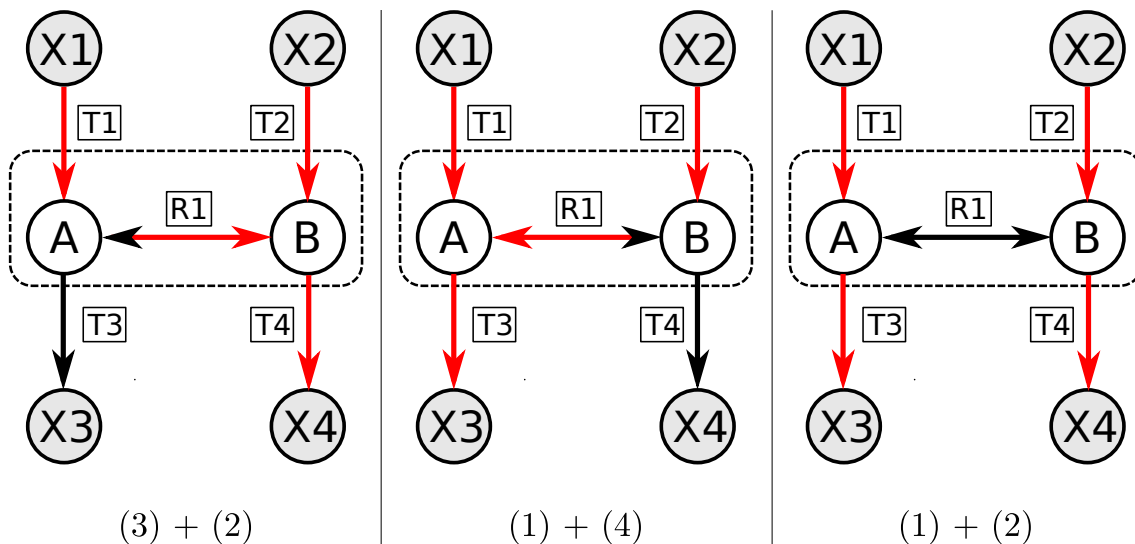 X1 X2 X1 X2 X1 X2
T1 T2 T1 T2 T1 T2
R1 R1 R1
A B A B A B
T3 T4 T3 T4 T3 T4
X3 X4 X3 X4 X3 X4
(3) + (2) (1) + (4) (1) + (2)